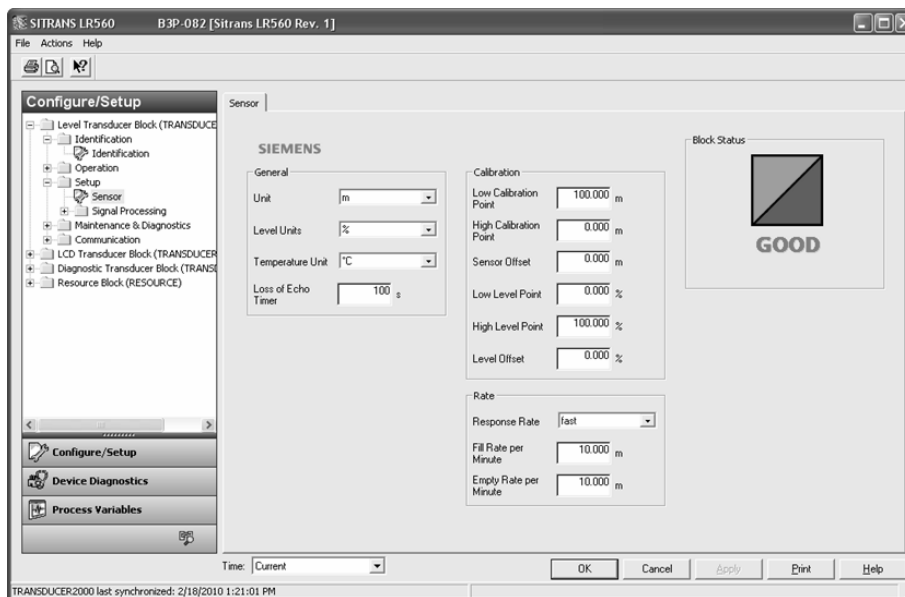 SITRANS LR560 B3P-082 [Sitrans LR560 Rev. 1]
File Actions Help
Configure/Setup
Level Transducer Block (TRANSDUCE
Identification
Identification
Operation
Setup
Sensor
Signal Processing
Maintenance & Diagnostics
Communication
LCD Transducer Block (TRANSDUCER
Diagnostic Transducer Block (TRANS
Resource Block (RESOURCE)
Configure/Setup
Device Diagnostics
Process Variables
Sensor
SIEMENS
General
Unit m
Level Units %
Temperature Unit °C
Loss of Echo Timer 100 s
Calibration
Low Calibration Point 100.000 m
High Calibration Point 0.000 m
Sensor Offset 0.000 m
Low Level Point 0.000 %
High Level Point 100.000 %
Level Offset 0.000 %
Rate
Response Rate fast
Fill Rate per Minute 10.000 m
Empty Rate per Minute 10.000 m
Block Status
GOOD
Time: Current
OK Cancel Apply Print Help
TRANSDUCER2000 last synchronized: 2/18/2010 1:21:01 PM